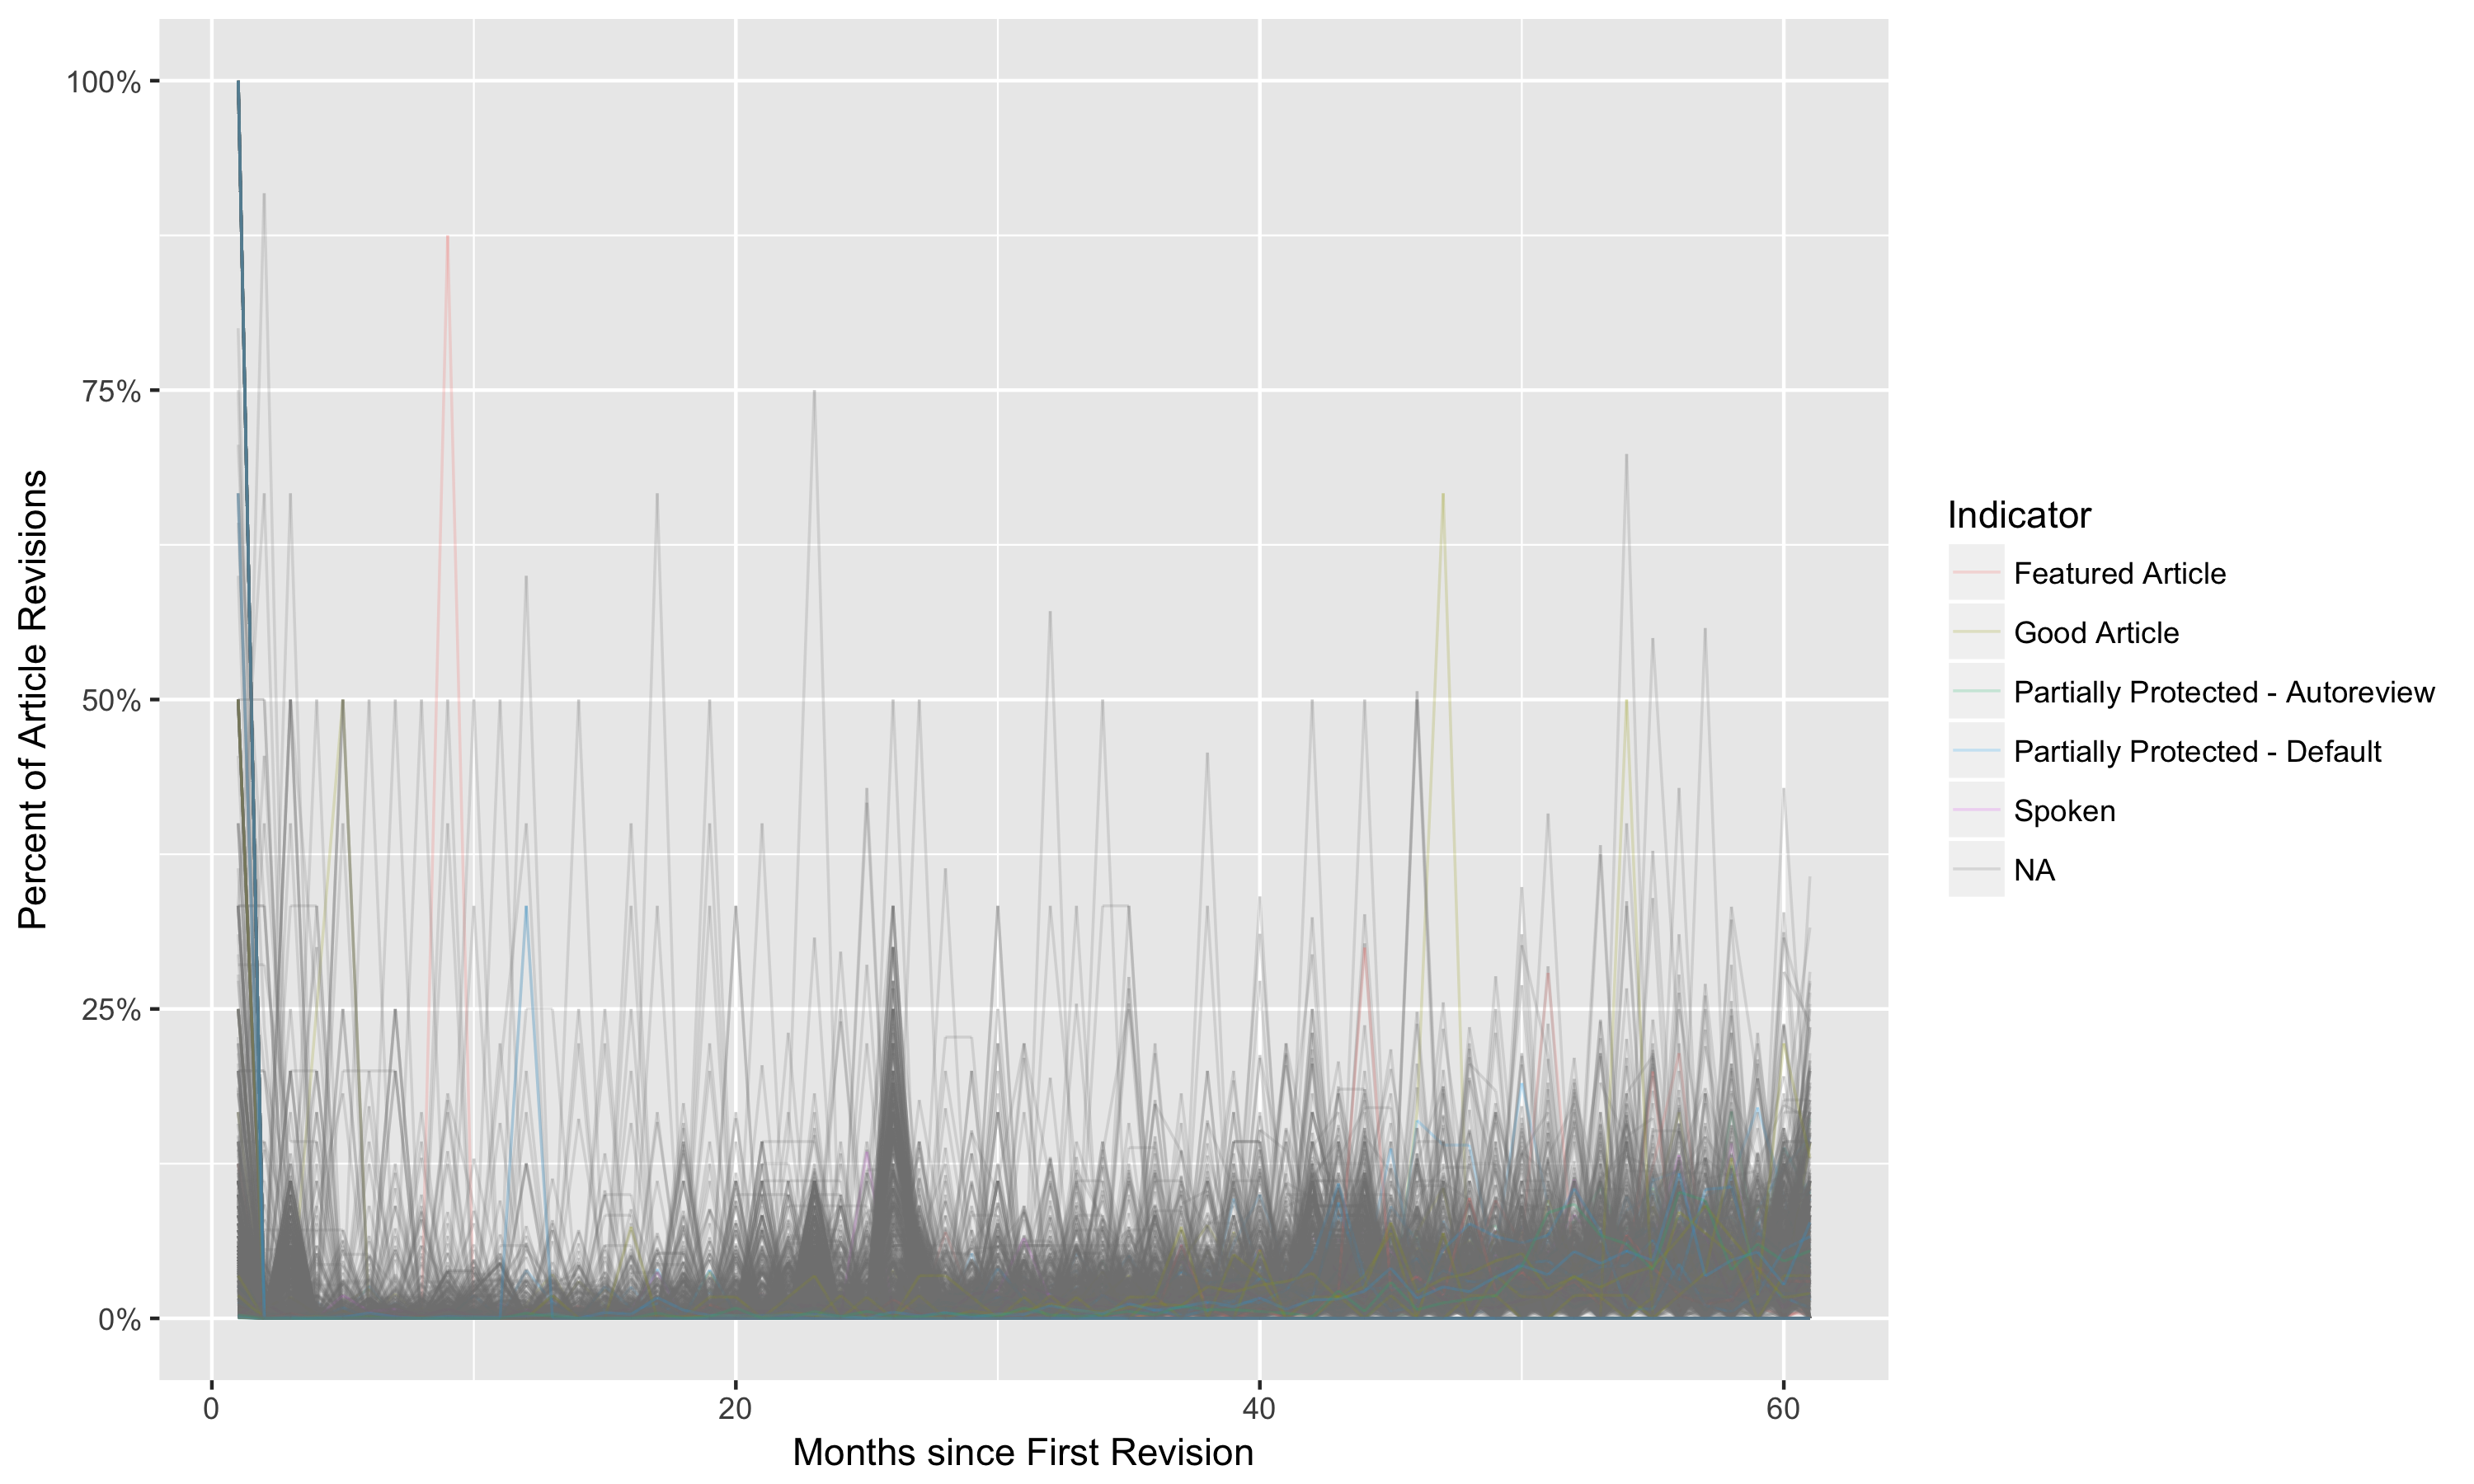 100%
75%
50%
25%
0%
Percent of Article Revisions
0
20
40
60
Months since First Revision
Indicator
Featured Article
Good Article
Partially Protected - Autoreview
Partially Protected - Default
Spoken
NA